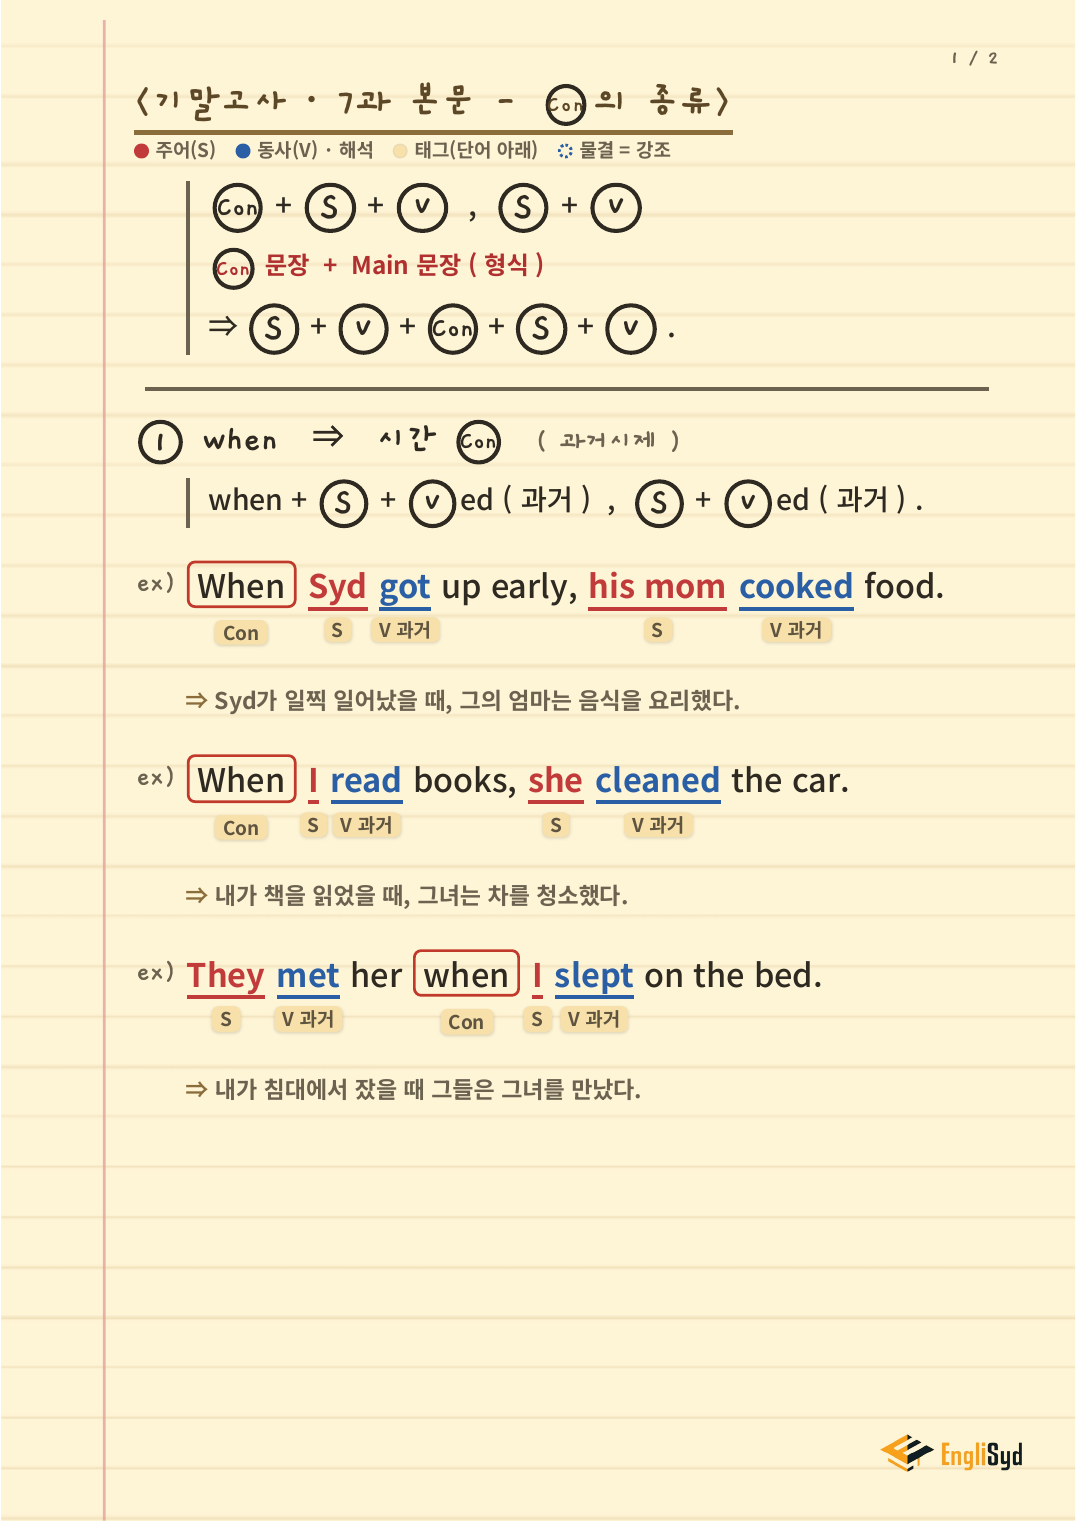 1 / 2
<기말고사 · 7과 본문 - Con의 종류>
주어(S) 동사(V) · 해석 태그(단어 아래) 물결 = 강조
Con + S + V , S + V
Con 문장 + Main 문장 ( 형식 )
⇒ S + V + Con + S + V .
1 when ⇒ 시간 Con ( 과거시제 )
when + S + V ed ( 과거 ) , S + V ed ( 과거 ) .
ex) When Syd got up early, his mom cooked food.
Con S V 과거 S V 과거
⇒ Syd가 일찍 일어났을 때, 그의 엄마는 음식을 요리했다.
ex) When I read books, she cleaned the car.
Con S V 과거 S V 과거
⇒ 내가 책을 읽었을 때, 그녀는 차를 청소했다.
ex) They met her when I slept on the bed.
S V 과거 Con S V 과거
⇒ 내가 침대에서 잤을 때 그들은 그녀를 만났다.
EngliSyd